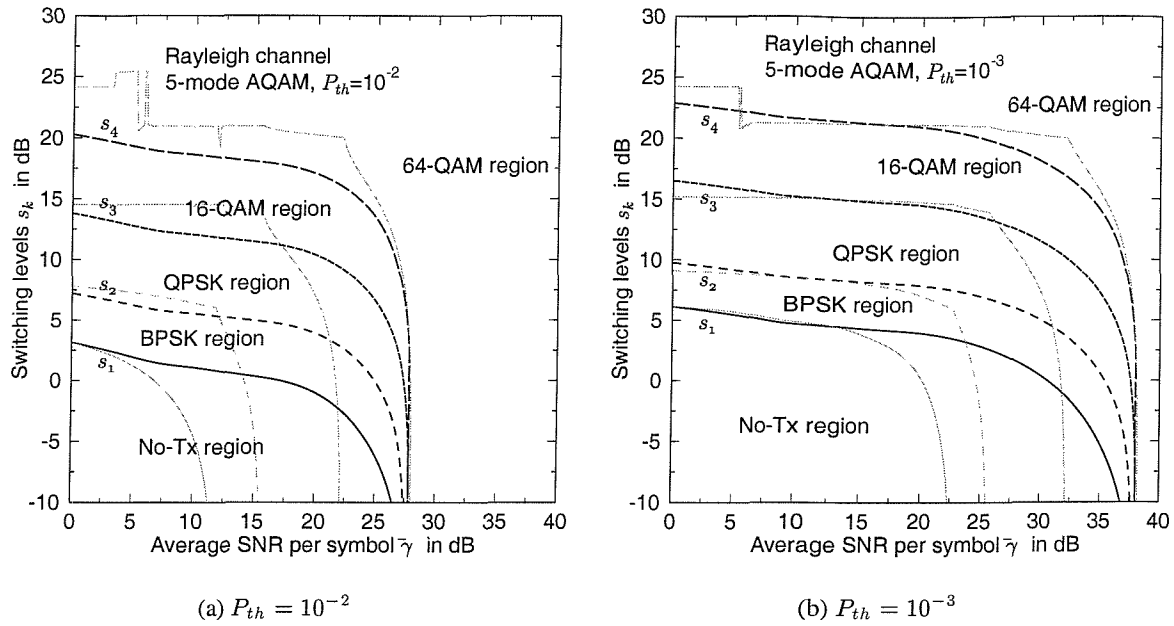 30
25
20
15
10
5
0
-5
-10
Switching levels s_k in dB
Rayleigh channel
5-mode AQAM, P_th=10^-2
s_4
64-QAM region
s_3
16-QAM region
s_2
QPSK region
BPSK region
s_1
No-Tx region
0 5 10 15 20 25 30 35 40
Average SNR per symbol γ̄ in dB
(a) P_th = 10^−2
30
25
20
15
10
5
0
-5
-10
Switching levels s_k in dB
Rayleigh channel
5-mode AQAM, P_th=10^-3
64-QAM region
s_4
16-QAM region
s_3
QPSK region
s_2
BPSK region
s_1
No-Tx region
0 5 10 15 20 25 30 35 40
Average SNR per symbol γ̄ in dB
(b) P_th = 10^−3